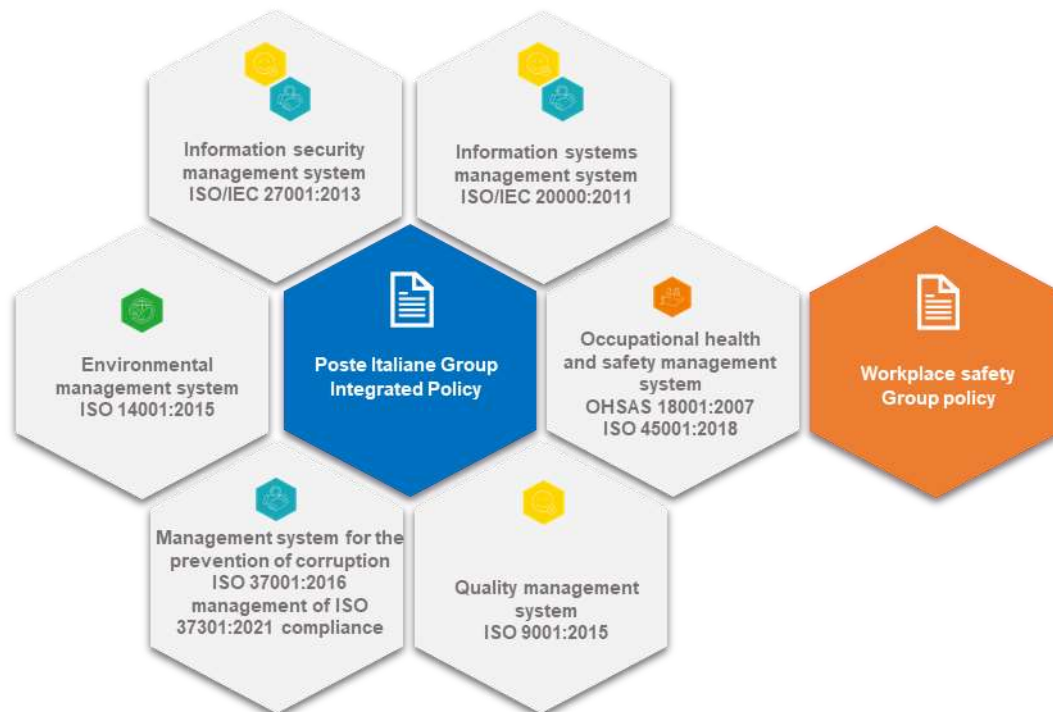 Information security
management system
ISO/IEC 27001:2013
Information systems
management system
ISO/IEC 20000:2011
Environmental
management system
ISO 14001:2015
Poste Italiane Group
Integrated Policy
Occupational health
and safety management
system
OHSAS 18001:2007
ISO 45001:2018
Workplace safety
Group policy
Management system for the
prevention of corruption
ISO 37001:2016
management of ISO
37301:2021 compliance
Quality management
system
ISO 9001:2015